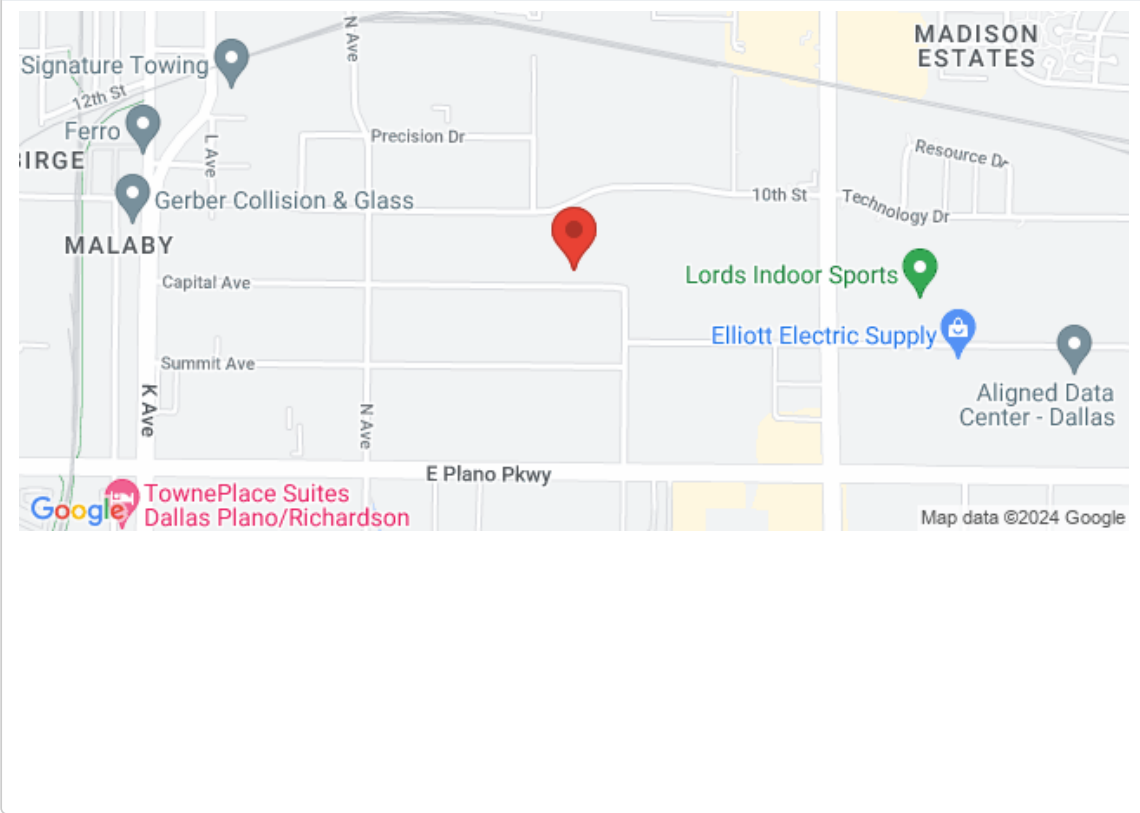 N Ave
MADISON
ESTATES
Signature Towing
12th St
Ferro
L Ave
Precision Dr
Resource Dr
BIRGE
Gerber Collision & Glass
10th St
Technology Dr
MALABY
Capital Ave
Lords Indoor Sports
Elliott Electric Supply
Summit Ave
K Ave
N Ave
Aligned Data
Center - Dallas
E Plano Pkwy
TownePlace Suites
Dallas Plano/Richardson
Google
Map data ©2024 Google